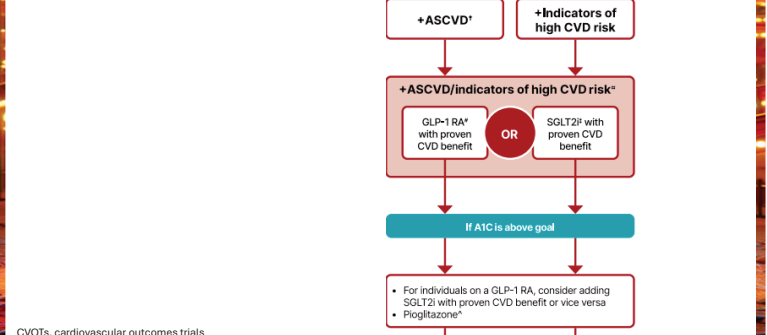 +ASCVD†
+Indicators of
high CVD risk
+ASCVD/indicators of high CVD risk¤
GLP-1 RA#
with proven
CVD benefit
OR
SGLT2i‡ with
proven CVD
benefit
If A1C is above goal
• For individuals on a GLP-1 RA, consider adding
SGLT2i with proven CVD benefit or vice versa
• Pioglitazone^
CVOTs, cardiovascular outcomes trials